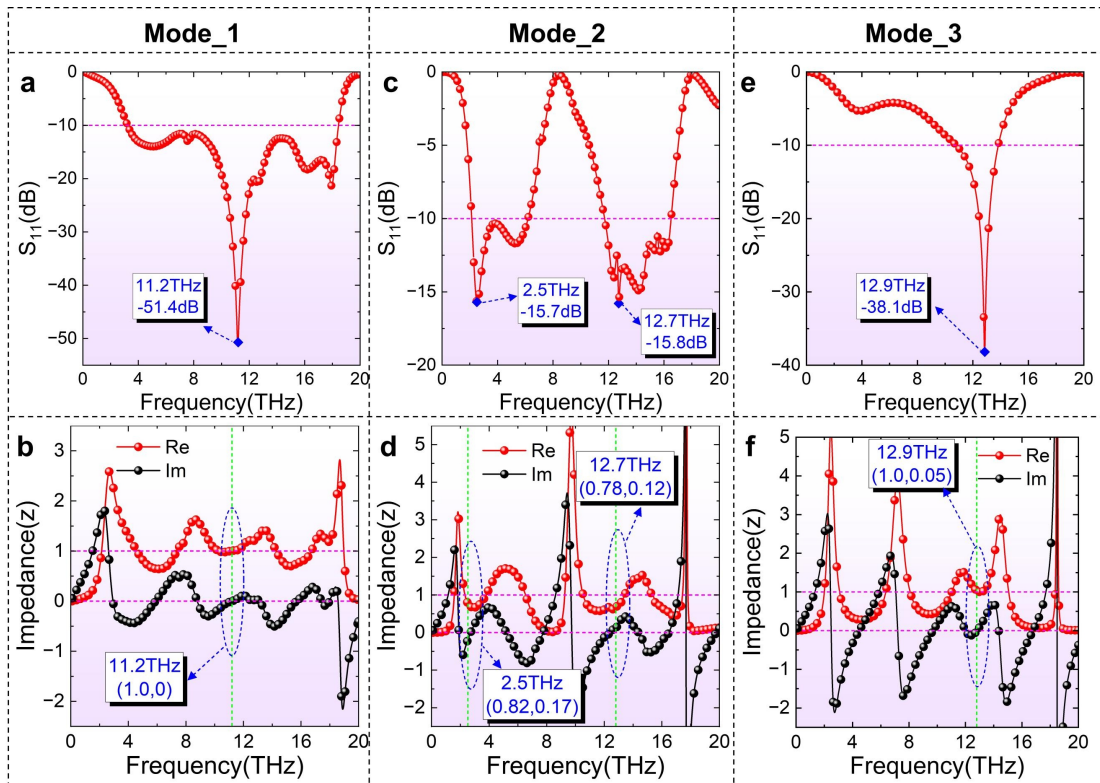 Mode_1
Mode_2
Mode_3
a
0
−10
−20
−30
−40
−50
S11(dB)
11.2THz
-51.4dB
0 4 8 12 16 20
Frequency(THz)
c
0
−5
−10
−15
−20
S11(dB)
2.5THz
-15.7dB
12.7THz
-15.8dB
0 4 8 12 16 20
Frequency(THz)
e
0
−10
−20
−30
−40
S11(dB)
12.9THz
-38.1dB
0 4 8 12 16 20
Frequency(THz)
b
3
2
1
0
−1
−2
Impedance(z)
Re
Im
11.2THz
(1.0,0)
0 4 8 12 16 20
Frequency(THz)
d
5
4
3
2
1
0
−1
−2
Impedance(z)
Re
Im
12.7THz
(0.78,0.12)
2.5THz
(0.82,0.17)
0 4 8 12 16 20
Frequency(THz)
f
5
4
3
2
1
0
−1
−2
Impedance(z)
12.9THz
(1.0,0.05)
Re
Im
0 4 8 12 16 20
Frequency(THz)